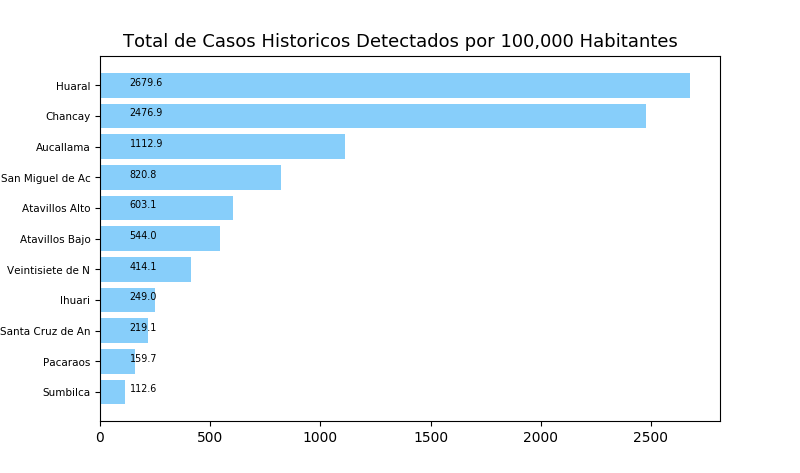 Total de Casos Historicos Detectados por 100,000 Habitantes
Huaral 2679.6
Chancay 2476.9
Aucallama 1112.9
San Miguel de Ac 820.8
Atavillos Alto 603.1
Atavillos Bajo 544.0
Veintisiete de N 414.1
Ihuari 249.0
Santa Cruz de An 219.1
Pacaraos 159.7
Sumbilca 112.6
0 500 1000 1500 2000 2500